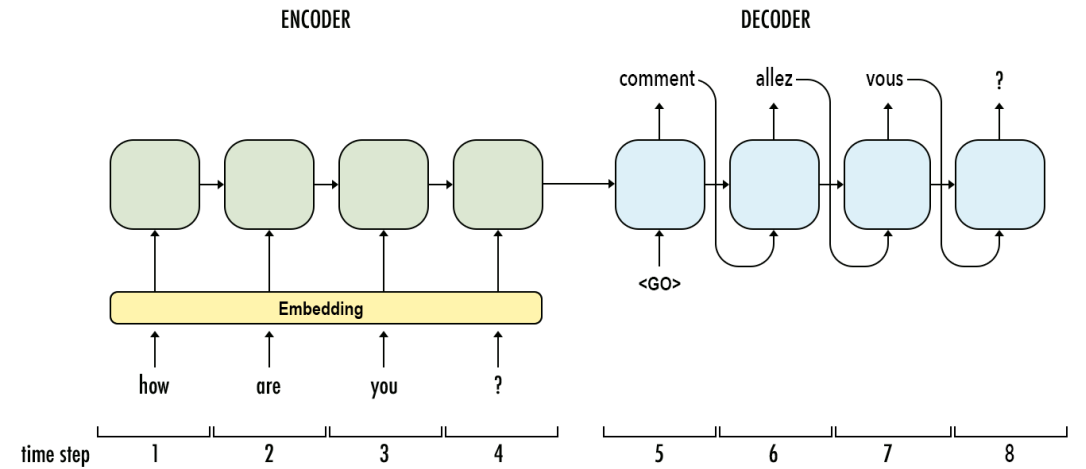 ENCODER DECODER
comment allez vous ?
<GO>
Embedding
how are you ?
time step 1 2 3 4 5 6 7 8